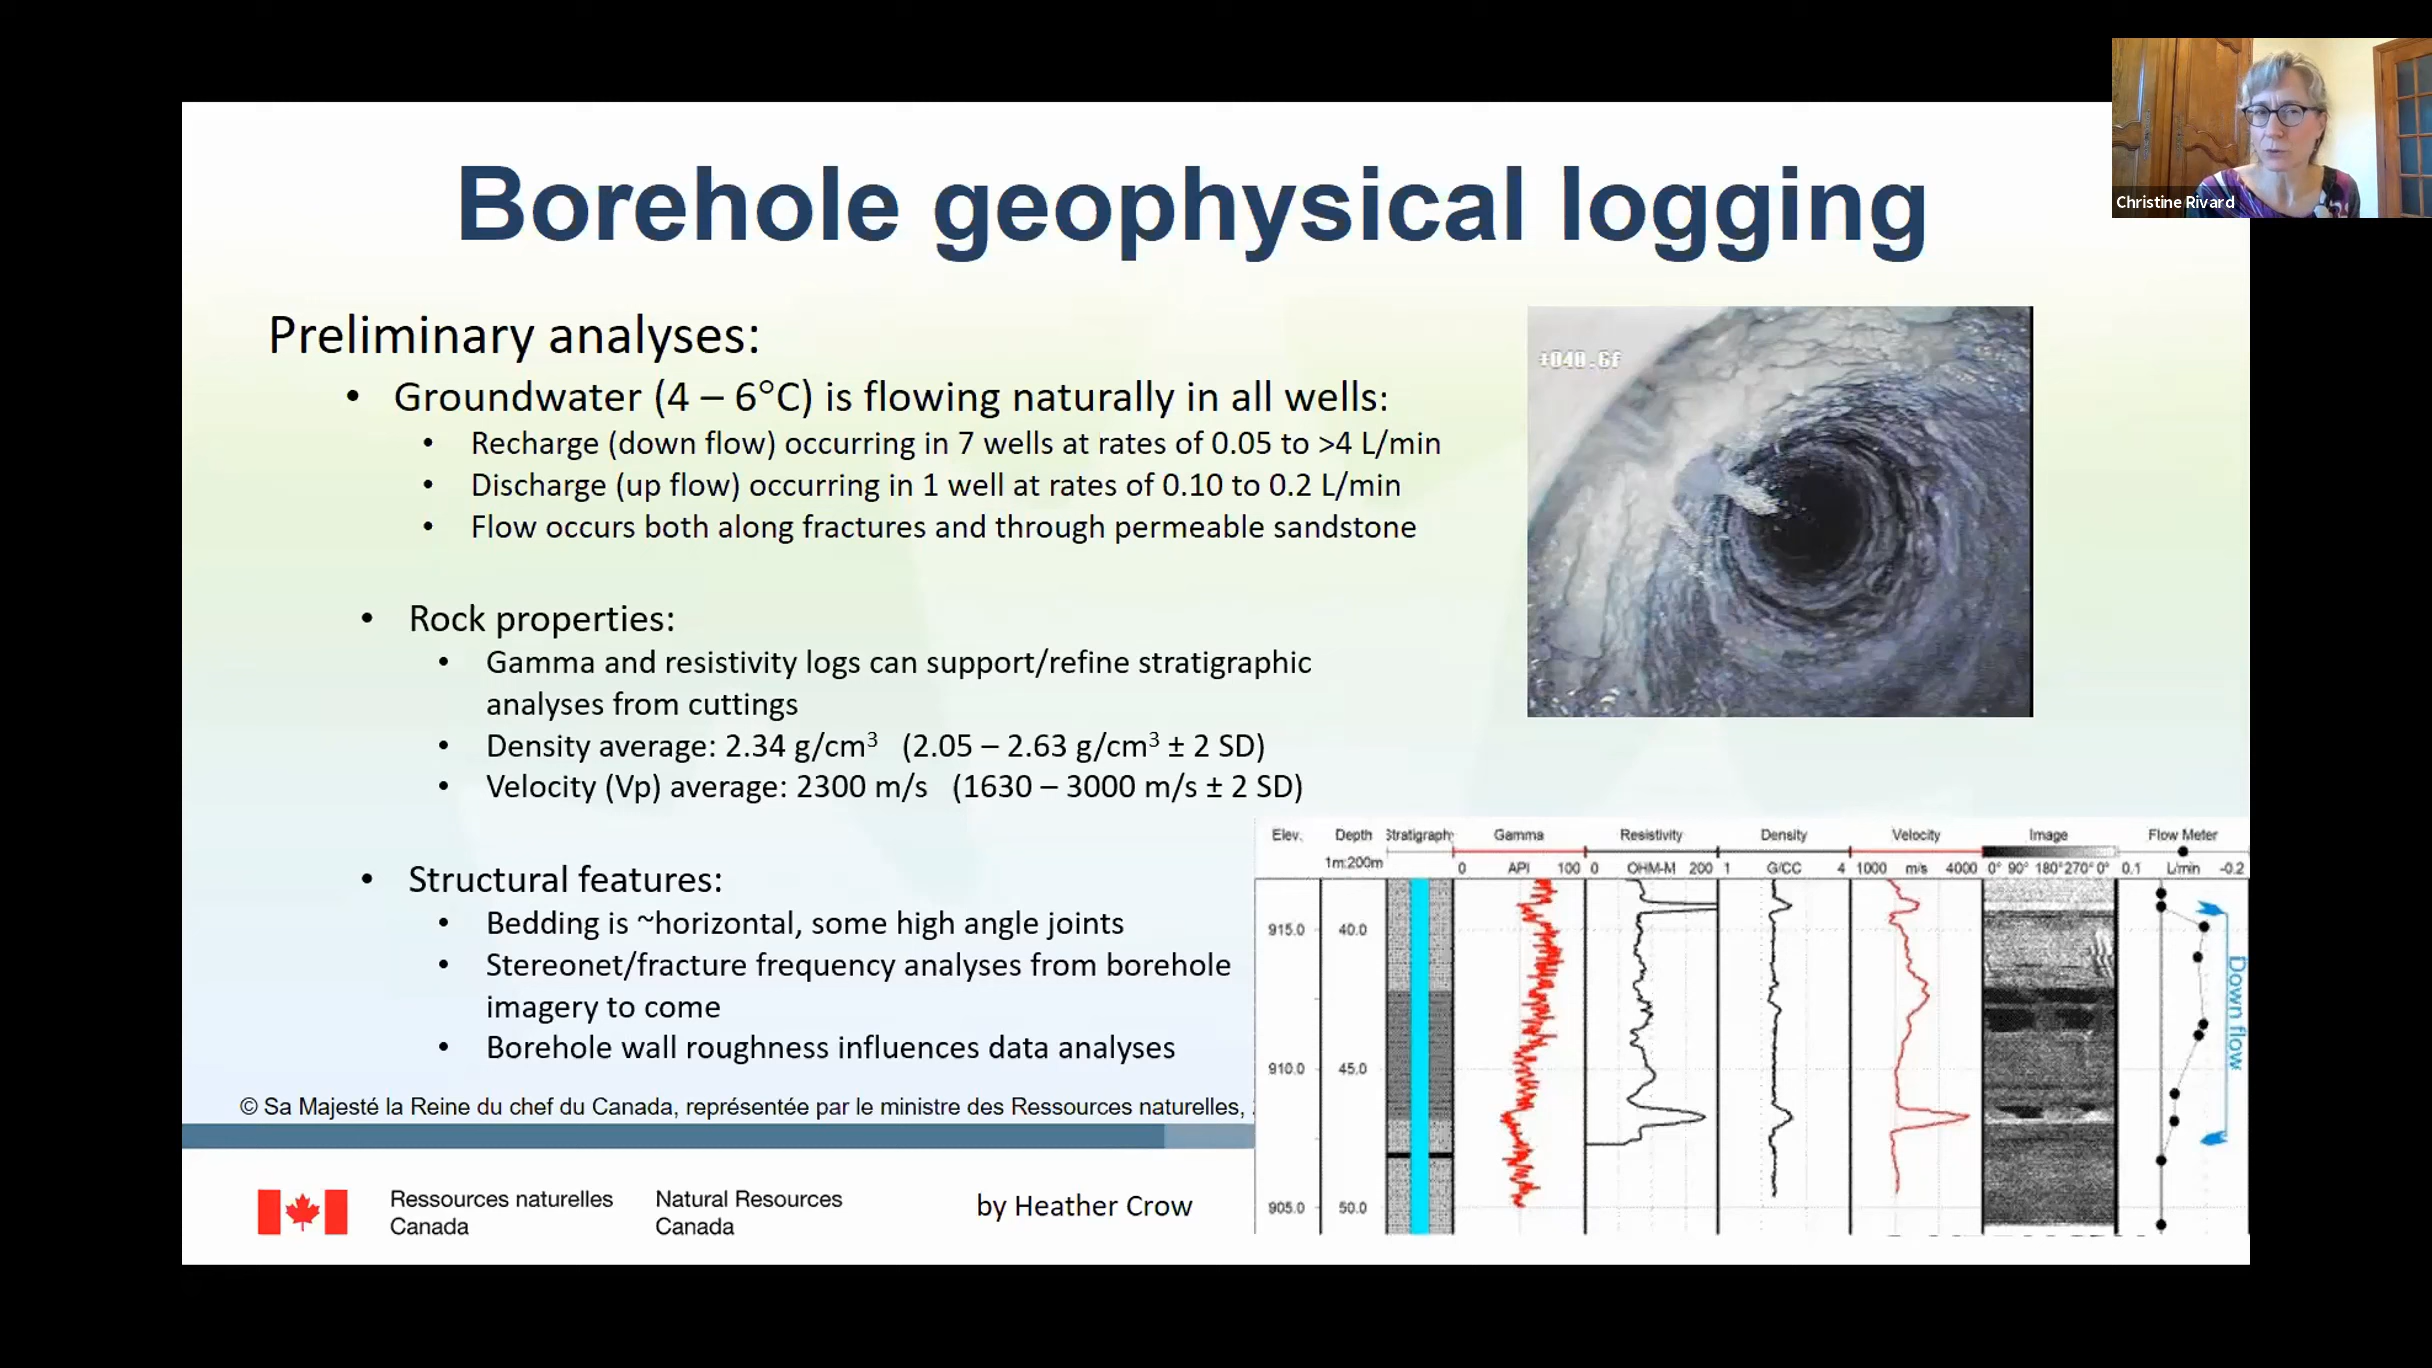 Christine Rivard
Borehole geophysical logging
Preliminary analyses:
• Groundwater (4 – 6°C) is flowing naturally in all wells:
• Recharge (down flow) occurring in 7 wells at rates of 0.05 to >4 L/min
• Discharge (up flow) occurring in 1 well at rates of 0.10 to 0.2 L/min
• Flow occurs both along fractures and through permeable sandstone
• Rock properties:
• Gamma and resistivity logs can support/refine stratigraphic
analyses from cuttings
• Density average: 2.34 g/cm³ (2.05 – 2.63 g/cm³ ± 2 SD)
• Velocity (Vp) average: 2300 m/s (1630 – 3000 m/s ± 2 SD)
• Structural features:
• Bedding is ~horizontal, some high angle joints
• Stereonet/fracture frequency analyses from borehole
imagery to come
• Borehole wall roughness influences data analyses
© Sa Majesté la Reine du chef du Canada, représentée par le ministre des Ressources naturelles,
Ressources naturelles Natural Resources
Canada Canada
by Heather Crow
Elev. Depth Stratigraphy Gamma Resistivity Density Velocity Image Flow Meter
1m:200m 0 API 100 0 OHM-M 200 1 G/CC 4 1000 m/s 4000 0° 90° 180° 270° 0° 0.1 L/min -0.2
915.0 40.0
910.0 45.0
905.0 50.0
Down flow